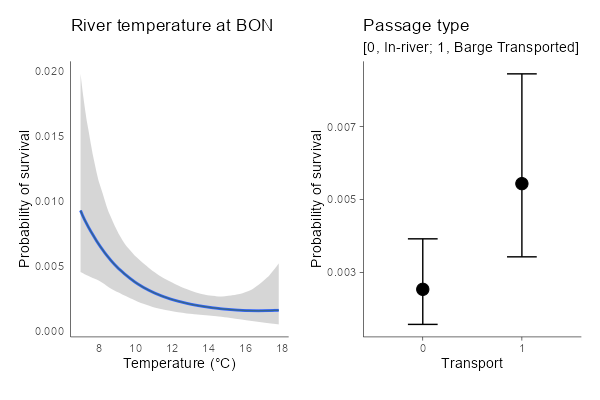 River temperature at BON
Probability of survival
0.020
0.015
0.010
0.005
0.000
8 10 12 14 16 18
Temperature (°C)
Passage type
[0, In-river; 1, Barge Transported]
Probability of survival
0.007
0.005
0.003
0 1
Transport